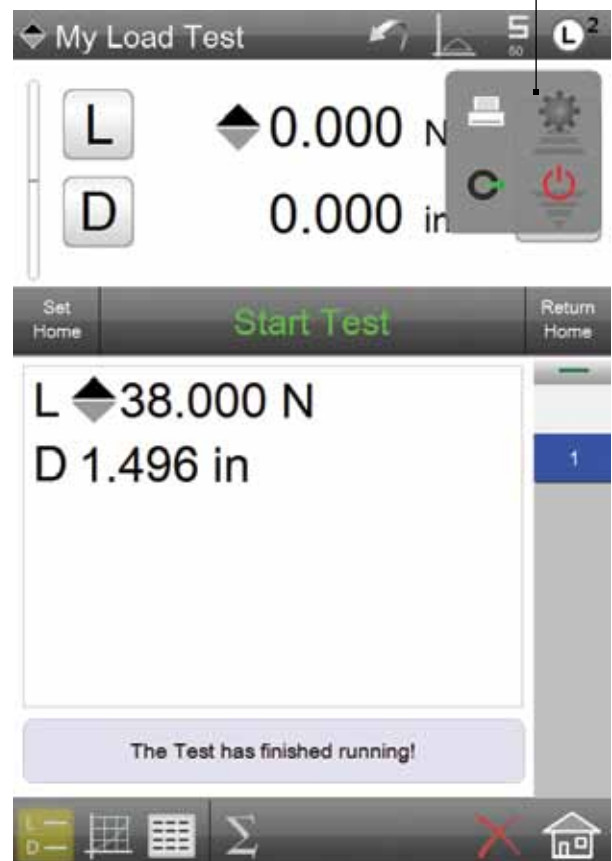 My Load Test
5
60
L2
L 0.000 N
D 0.000 in
Set
Home
Start Test
Return
Home
L 38.000 N
D 1.496 in
1
The Test has finished running!
L
D
Σ